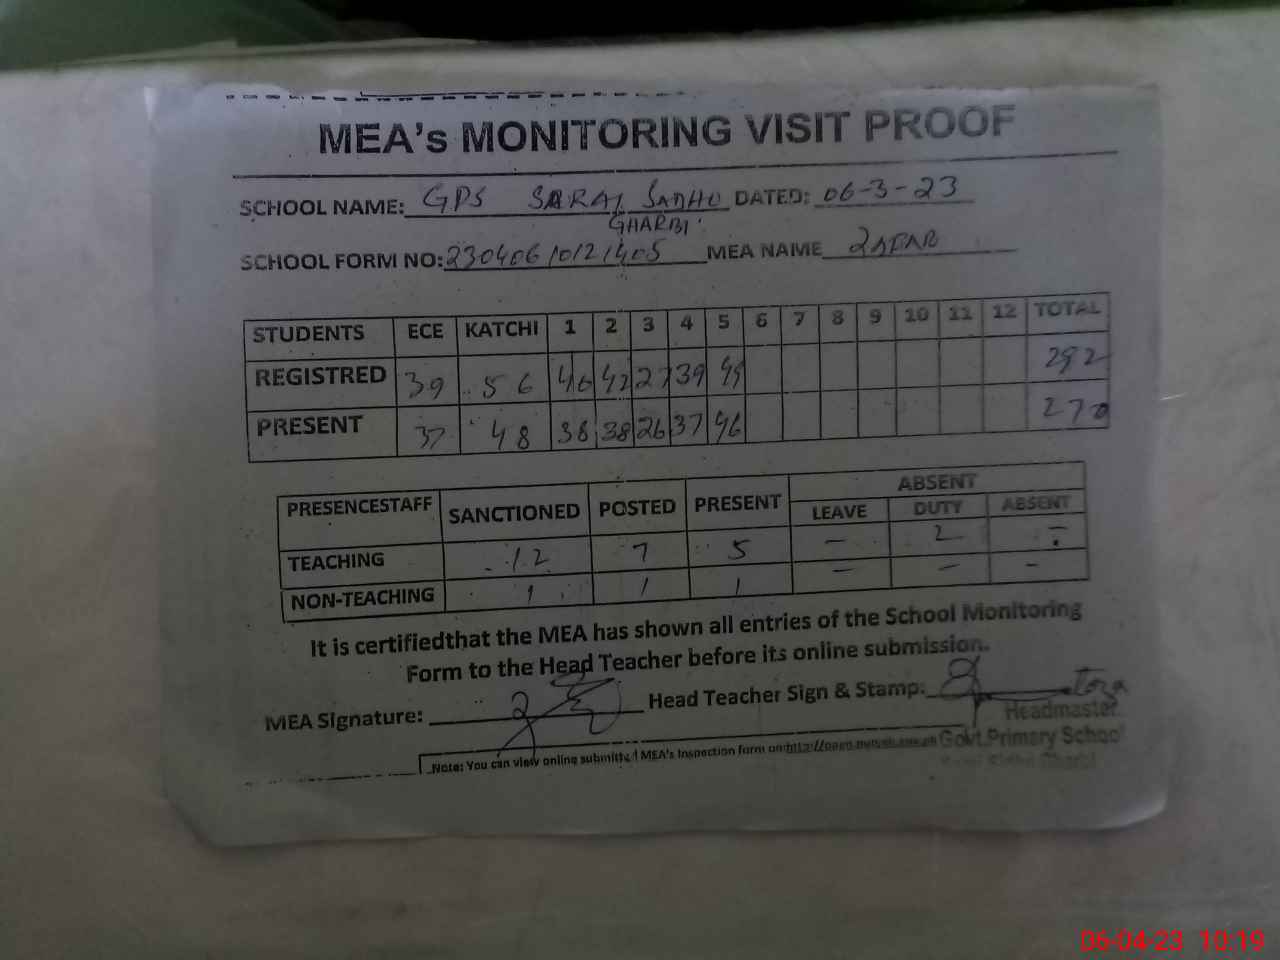 MEA's MONITORING VISIT PROOF
SCHOOL NAME: GPS SARAI SADHU DATED: 06-3-23
GHARBI
SCHOOL FORM NO: 23040610121405 MEA NAME ZAFAR
STUDENTS ECE KATCHI 1 2 3 4 5 6 7 8 9 10 11 12 TOTAL
REGISTRED 39 56 46 42 27 39 292
PRESENT 37 48 38 38 26 37 46 270
ABSENT
PRESENCESTAFF SANCTIONED POSTED PRESENT LEAVE DUTY ABSENT
TEACHING 12 7 5 - 2 -
NON-TEACHING 1 1 1 - - -
It is certifiedthat the MEA has shown all entries of the School Monitoring
Form to the Head Teacher before its online submission.
MEA Signature: Head Teacher Sign & Stamp:
Headmaster
Govt.Primary School
Note: You can view online submitted MEA's Inspection form on
06-04-23 10:19